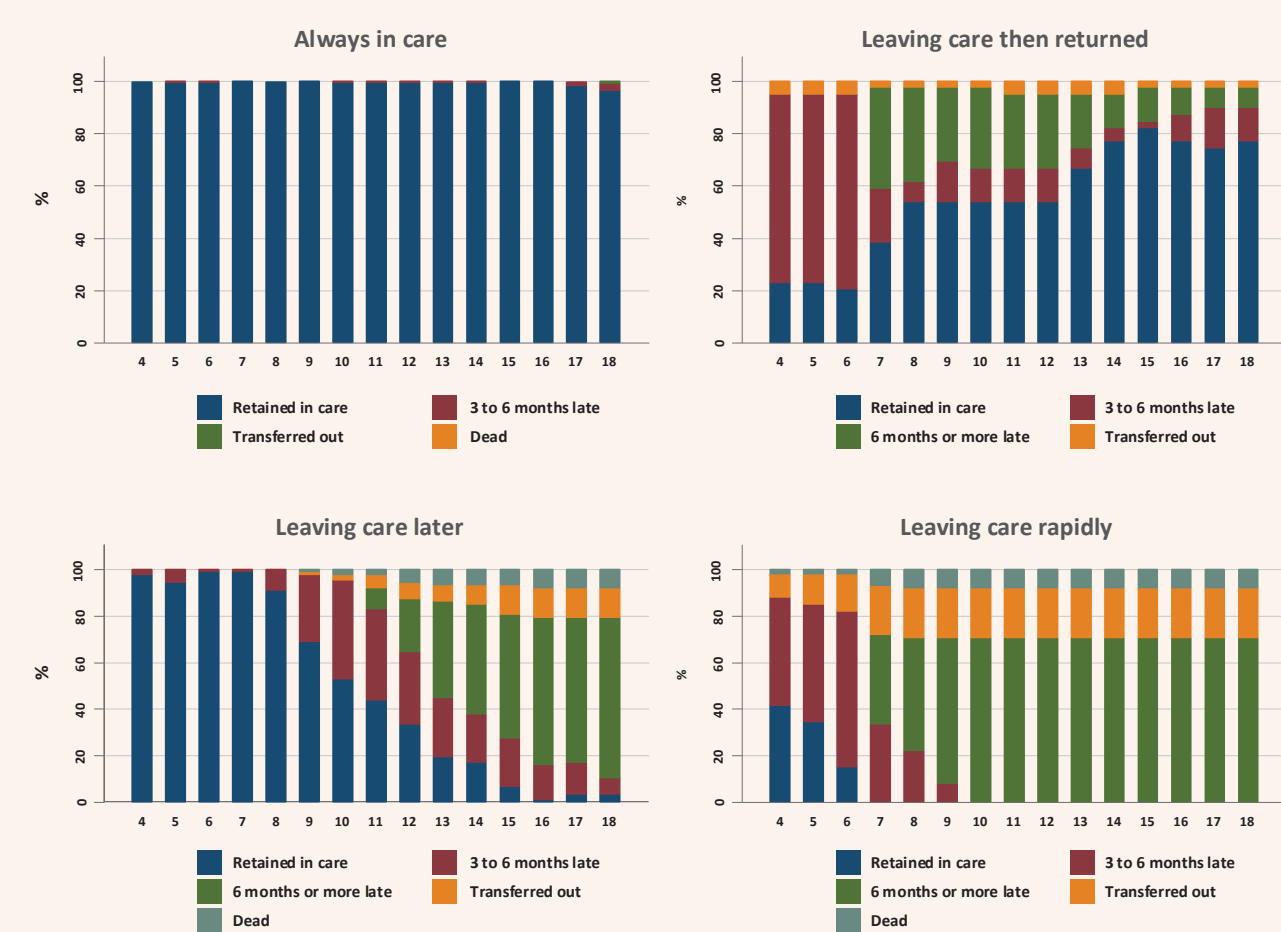 Always in care
%
100
80
60
40
20
0
4 5 6 7 8 9 10 11 12 13 14 15 16 17 18
Retained in care 3 to 6 months late
Transferred out Dead
Leaving care then returned
%
100
80
60
40
20
0
4 5 6 7 8 9 10 11 12 13 14 15 16 17 18
Retained in care 3 to 6 months late
6 months or more late Transferred out
Leaving care later
%
100
80
60
40
20
0
4 5 6 7 8 9 10 11 12 13 14 15 16 17 18
Retained in care 3 to 6 months late
6 months or more late Transferred out
Dead
Leaving care rapidly
%
100
80
60
40
20
0
4 5 6 7 8 9 10 11 12 13 14 15 16 17 18
Retained in care 3 to 6 months late
6 months or more late Transferred out
Dead